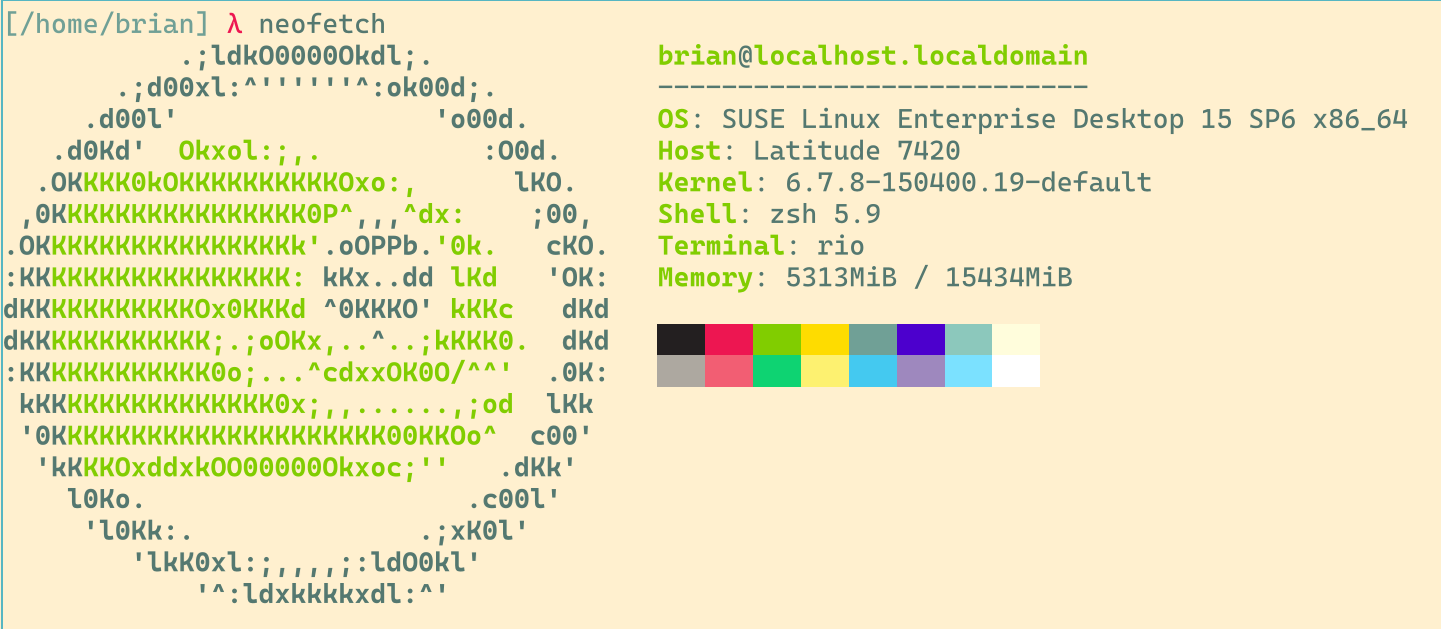 [/home/brian] λ neofetch
           .;ldkO0000Okdl;.                brian@localhost.localdomain
       .;d00xl:^''''''^:ok00d;.            ---------------------------
     .d00l'                'o00d.          OS: SUSE Linux Enterprise Desktop 15 SP6 x86_64
   .d0Kd'  Okxol:;,.          :O0d.        Host: Latitude 7420
  .OKKKK0kOKKKKKKKKKKOxo:,      lKO.       Kernel: 6.7.8-150400.19-default
 ,0KKKKKKKKKKKKKKKK0P^,,,^dx:    ;00,      Shell: zsh 5.9
.OKKKKKKKKKKKKKKKKk'.oOPPb.'0k.   cKO.     Terminal: rio
:KKKKKKKKKKKKKKKKK: kKx..dd lKd   'OK:     Memory: 5313MiB / 15434MiB
dKKKKKKKKKKKOx0KKKd ^0KKKO' kKKc   dKd
dKKKKKKKKKKKK;.;oOKx,..^..;kKKK0.  dKd
:KKKKKKKKKKKK0o;...^cdxxOK0O/^^'  .0K:
 kKKKKKKKKKKKKKKK0x;,,......,;od  lKk
 '0KKKKKKKKKKKKKKKKKKKKK00KKOo^  c00'
  'kKKKOxddxkOO00000Okxoc;''   .dKk'
    l0Ko.                    .c00l'
     'l0Kk:.              .;xK0l'
        'lkK0xl:;,,,,;:ldO0kl'
            '^:ldxkkkkxdl:^'